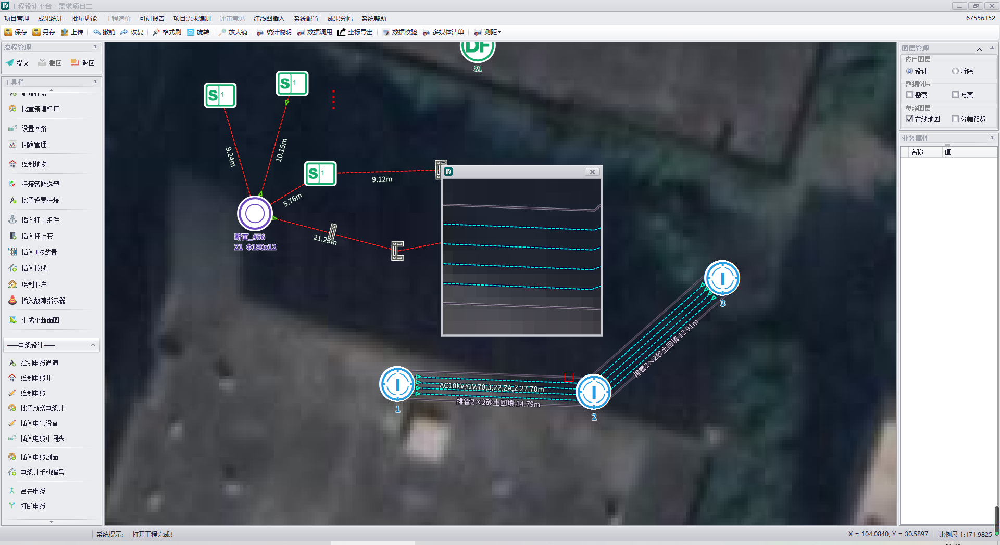 工程设计平台 - 需求项目二
项目管理 成果统计 批量功能 工程造价 可研报告 项目需求编制 评审意见 红线图插入 系统配置 成果分幅 系统帮助 67556352
保存 另存 上传 撤销 恢复 格式刷 旋转 放大镜 统计说明 数据调用 坐标导出 数据校验 多媒体清单 测距
流程管理
提交 撤回 退回
工具栏
新增杆塔
批量新增杆塔
设置回路
回路管理
绘制地物
杆塔智能选型
批量设置杆塔
插入杆上组件
插入杆上变
插入T接装置
插入拉线
绘制下户
插入故障指示器
生成平断面图
电缆设计
绘制电缆通道
绘制电缆井
绘制电缆
批量新增电缆井
插入电气设备
插入电缆中间头
插入电缆剖面
电缆井手动编号
合并电缆
打断电缆
DF
S1
S 1
S 1
S 1
9.24m
10.15m
5.76m
9.12m
21.23m
断面_#56
Z1 Φ190x12
AC10kV,YJV,70,3,22,ZA,Z 27.70m
排管2×2砂土回填 14.79m
排管2×2砂土回填 12.91m
1
2
3
图层管理
应用图层
设计 拆除
数据图层
勘察 方案
参照图层
在线地图 分幅预览
业务属性
名称 值
系统提示: 打开工程完成!
X = 104.0840, Y = 30.5897 比例尺 1:171.9825